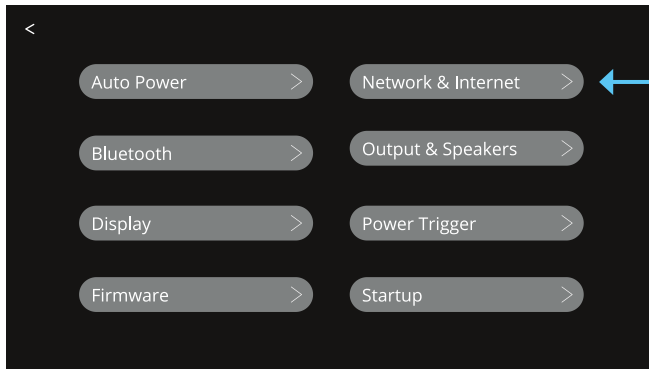 <
Auto Power >
Network & Internet >
Bluetooth >
Output & Speakers >
Display >
Power Trigger >
Firmware >
Startup >